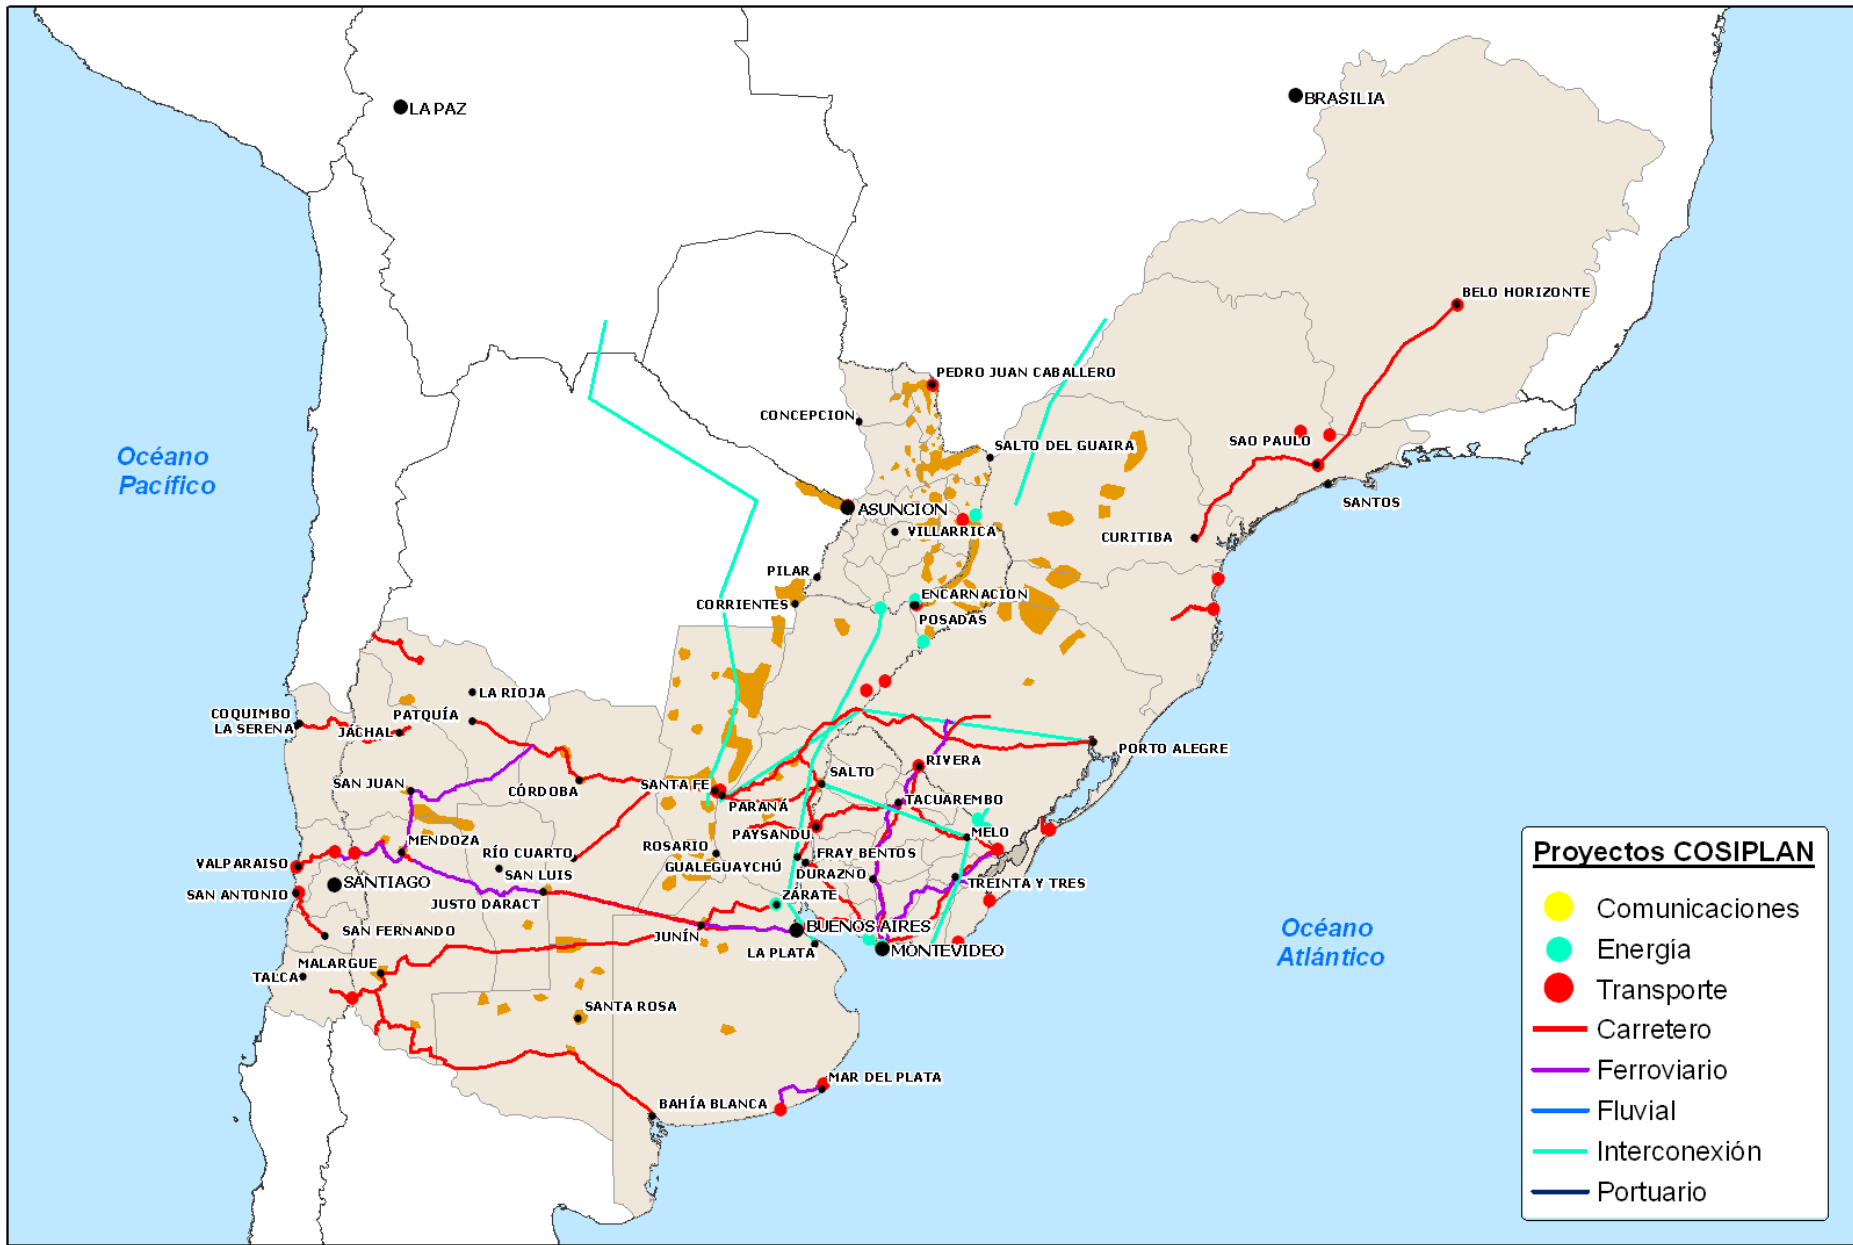 LA PAZ
BRASILIA
BELO HORIZONTE
PEDRO JUAN CABALLERO
CONCEPCION
SALTO DEL GUAIRA
SAO PAULO
Océano
Pacífico
SANTOS
ASUNCION
VILLARRICA
CURITIBA
PILAR
ENCARNACION
CORRIENTES
POSADAS
LA RIOJA
COQUIMBO
PATQUÍA
LA SERENA
JÁCHAL
PORTO ALEGRE
RIVERA
SAN JUAN
CÓRDOBA
SANTA FE
SALTO
PARANÁ
TACUAREMBO
PAYSANDU
MELO
MENDOZA
RÍO CUARTO
ROSARIO
FRAY BENTOS
VALPARAISO
GUALEGUAYCHÚ
SAN LUIS
DURAZNO
SANTIAGO
TREINTA Y TRES
SAN ANTONIO
JUSTO DARACT
ZÁRATE
SAN FERNANDO
JUNÍN
BUENOS AIRES
LA PLATA
MONTEVIDEO
Océano
Atlántico
MALARGUE
TALCA
SANTA ROSA
MAR DEL PLATA
BAHÍA BLANCA
Proyectos COSIPLAN
Comunicaciones
Energía
Transporte
Carretero
Ferroviario
Fluvial
Interconexión
Portuario